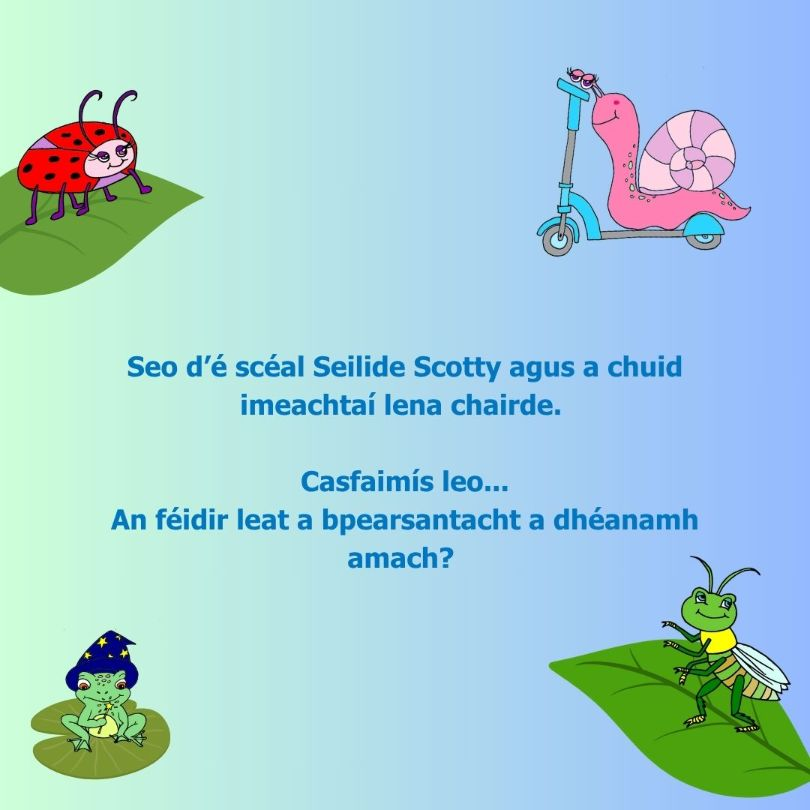 Seo d’é scéal Seilide Scotty agus a chuid
imeachtaí lena chairde.
Casfaimís leo...
An féidir leat a bpearsantacht a dhéanamh
amach?